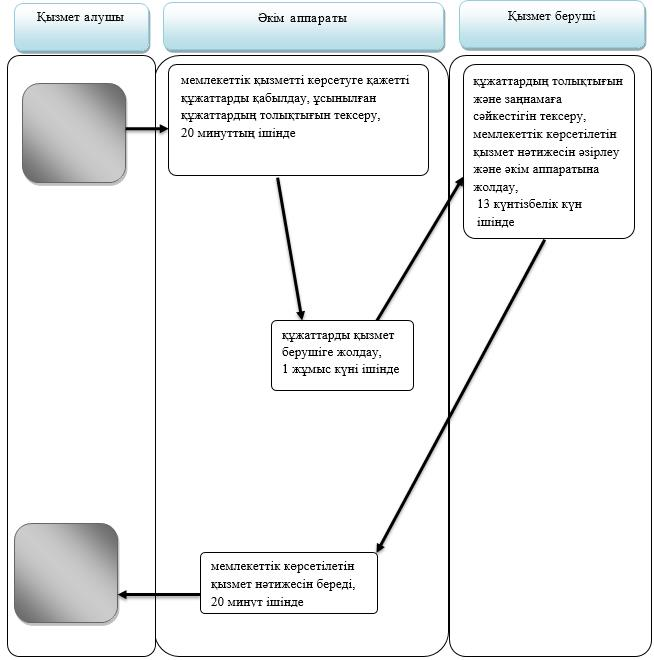 Қызмет алушы
Әкім аппараты
Қызмет беруші
мемлекеттік қызметті көрсетуге қажетті
құжаттарды қабылдау, ұсынылған
құжаттардың толықтығын тексеру,
20 минуттың ішінде
құжаттардың толықтығын
және заңнамаға
сәйкестігін тексеру,
мемлекеттік көрсетілетін
қызмет нәтижесін әзірлеу
және әкім аппаратына
жолдау,
13 күнтізбелік күн
ішінде
құжаттарды қызмет
берушіге жолдау,
1 жұмыс күні ішінде
мемлекеттік көрсетілетін
қызмет нәтижесін береді,
20 минут ішінде